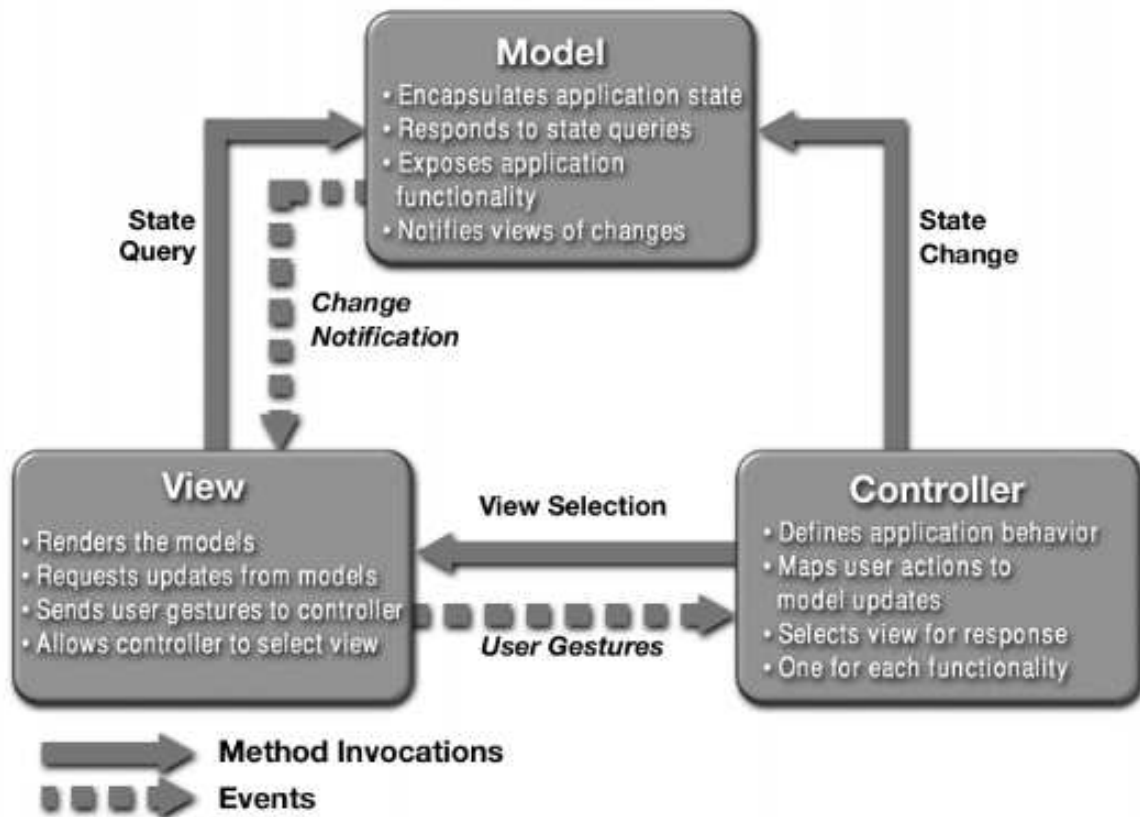 Model
• Encapsulates application state
• Responds to state queries
• Exposes application
functionality
• Notifies views of changes
State
Query
State
Change
Change
Notification
View
• Renders the models
• Requests updates from models
• Sends user gestures to controller
• Allows controller to select view
View Selection
User Gestures
Controller
• Defines application behavior
• Maps user actions to
model updates
• Selects view for response
• One for each functionality
Method Invocations
Events